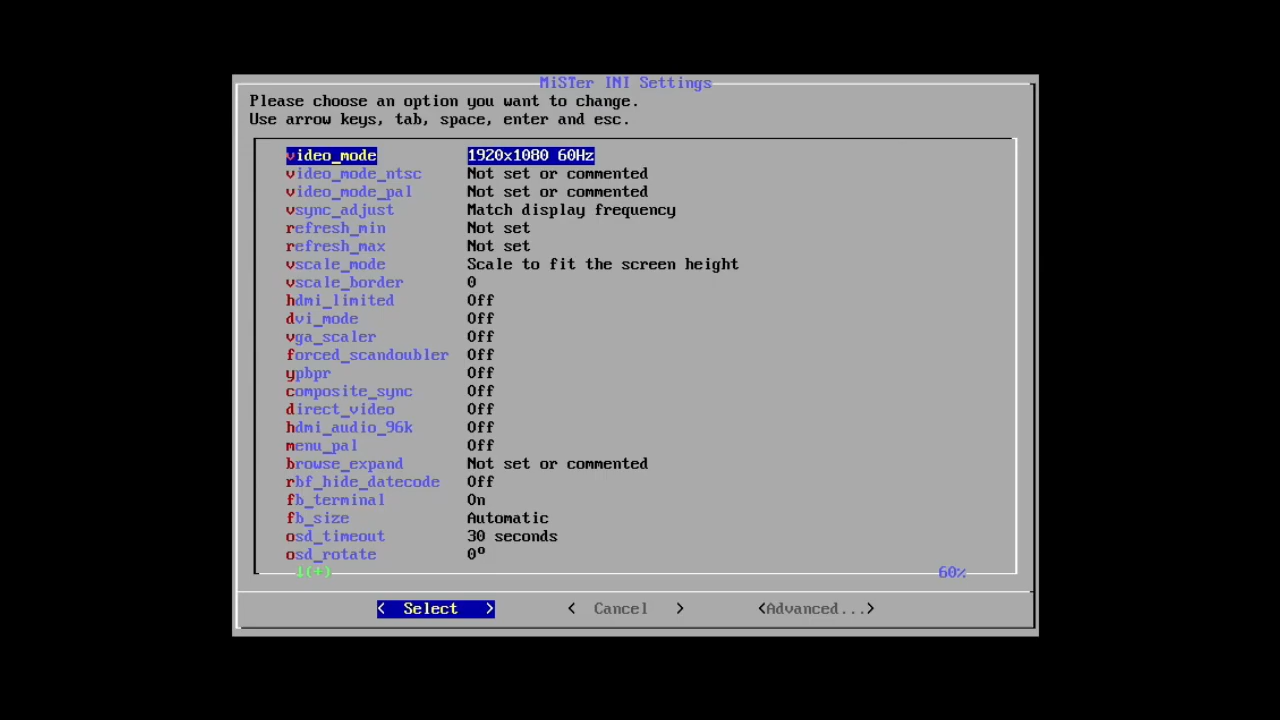 MiSTer INI Settings
Please choose an option you want to change.
Use arrow keys, tab, space, enter and esc.
video_mode 1920x1080 60Hz
video_mode_ntsc Not set or commented
video_mode_pal Not set or commented
vsync_adjust Match display frequency
refresh_min Not set
refresh_max Not set
vscale_mode Scale to fit the screen height
vscale_border 0
hdmi_limited Off
dvi_mode Off
vga_scaler Off
forced_scandoubler Off
ypbpr Off
composite_sync Off
direct_video Off
hdmi_audio_96k Off
menu_pal Off
browse_expand Not set or commented
rbf_hide_datecode Off
fb_terminal On
fb_size Automatic
osd_timeout 30 seconds
osd_rotate 0º
↓(+) 60%
< Select > < Cancel > <Advanced...>